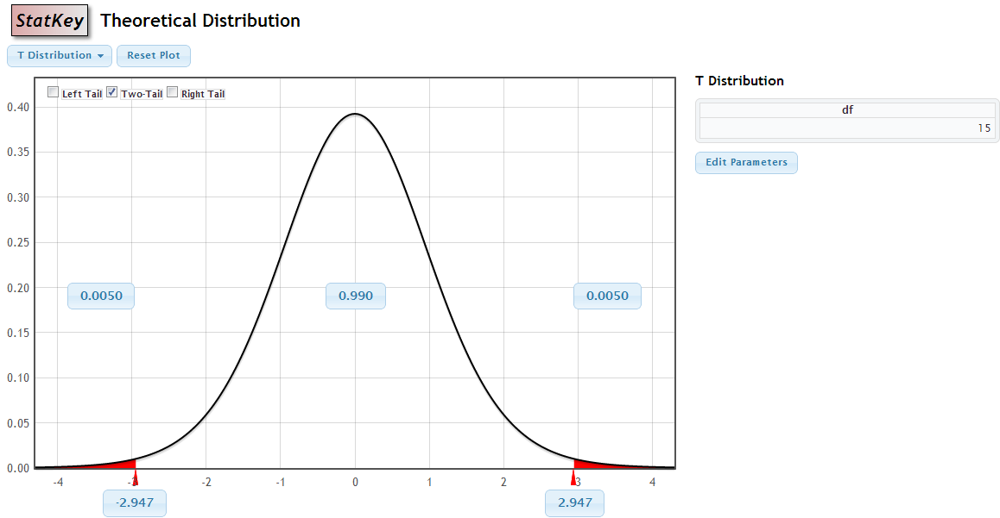 StatKey Theoretical Distribution
T Distribution Reset Plot
Left Tail Two-Tail Right Tail
T Distribution
df
15
Edit Parameters
0.40
0.35
0.30
0.25
0.20
0.15
0.10
0.05
0.00
0.0050 0.990 0.0050
-4 -2 -1 0 1 2 3 4
-2.947 2.947